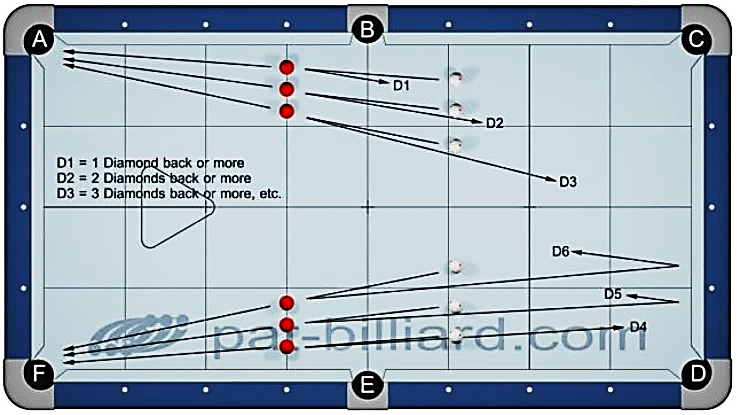 A
B
C
D1
D2
D1 = 1 Diamond back or more
D2 = 2 Diamonds back or more
D3 = 3 Diamonds back or more, etc.
D3
D6
D5
D4
pat-billiard.com
F
E
D